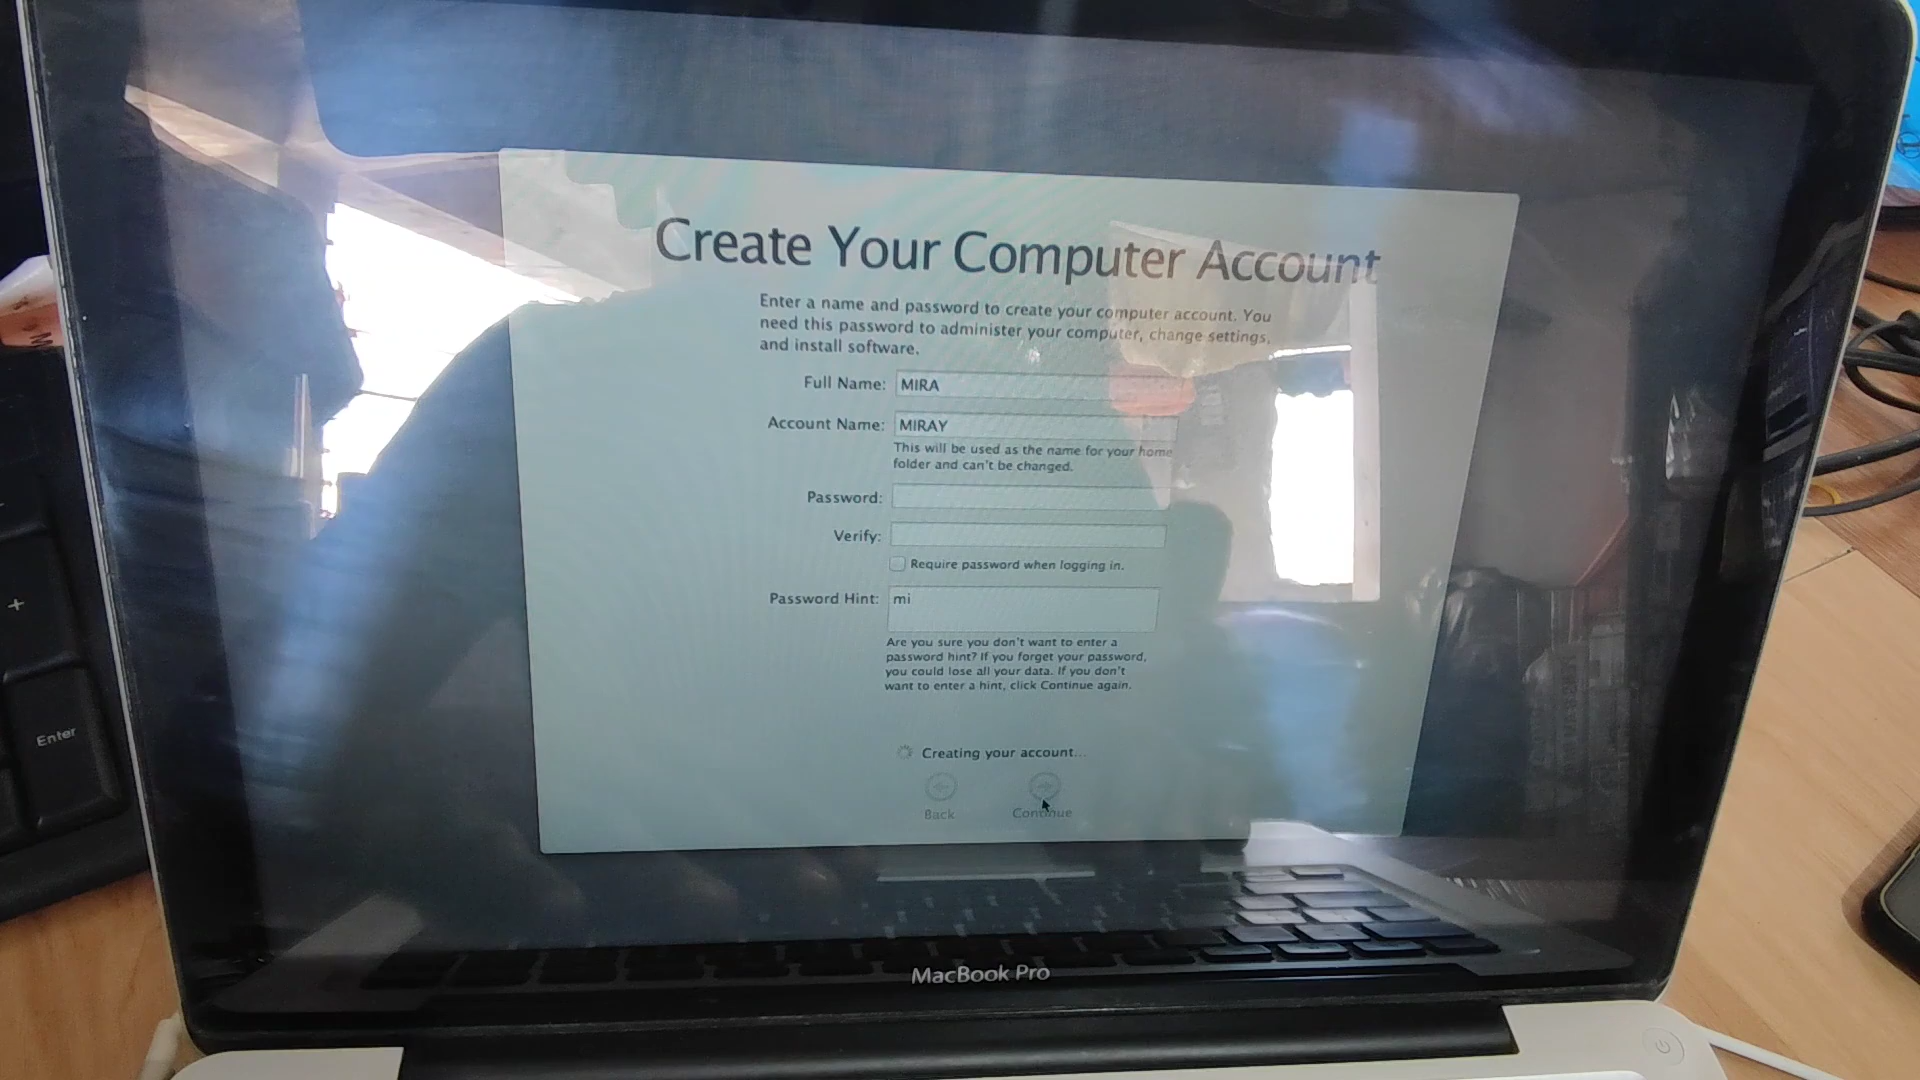 Create Your Computer Account
Enter a name and password to create your computer account. You
need this password to administer your computer, change settings,
and install software.
Full Name: MIRA
Account Name: MIRAY
This will be used as the name for your home
folder and can't be changed.
Password:
Verify:
Require password when logging in.
Password Hint: mi
Are you sure you don't want to enter a
password hint? If you forget your password,
you could lose all your data. If you don't
want to enter a hint, click Continue again.
Creating your account...
Back Continue
+
Enter
MacBook Pro